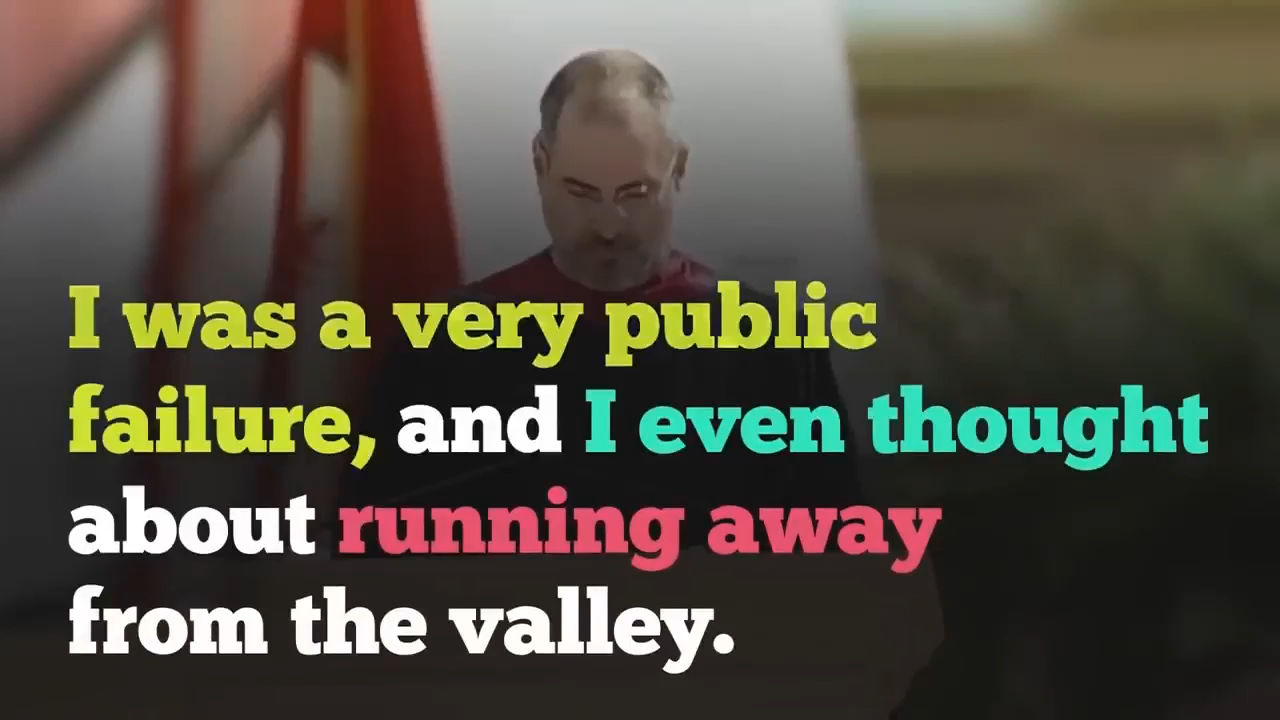 I was a very public
failure, and I even thought
about running away
from the valley.